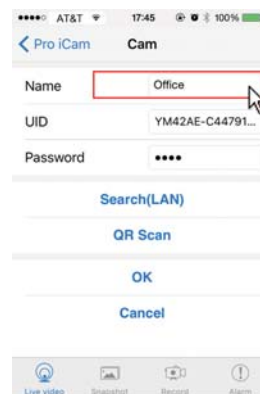 AT&T 17:45 100%
Pro iCam Cam
Name Office
UID YM42AE-C44791...
Password ••••
Search(LAN)
QR Scan
OK
Cancel
Live video Snapshot Record Alarm